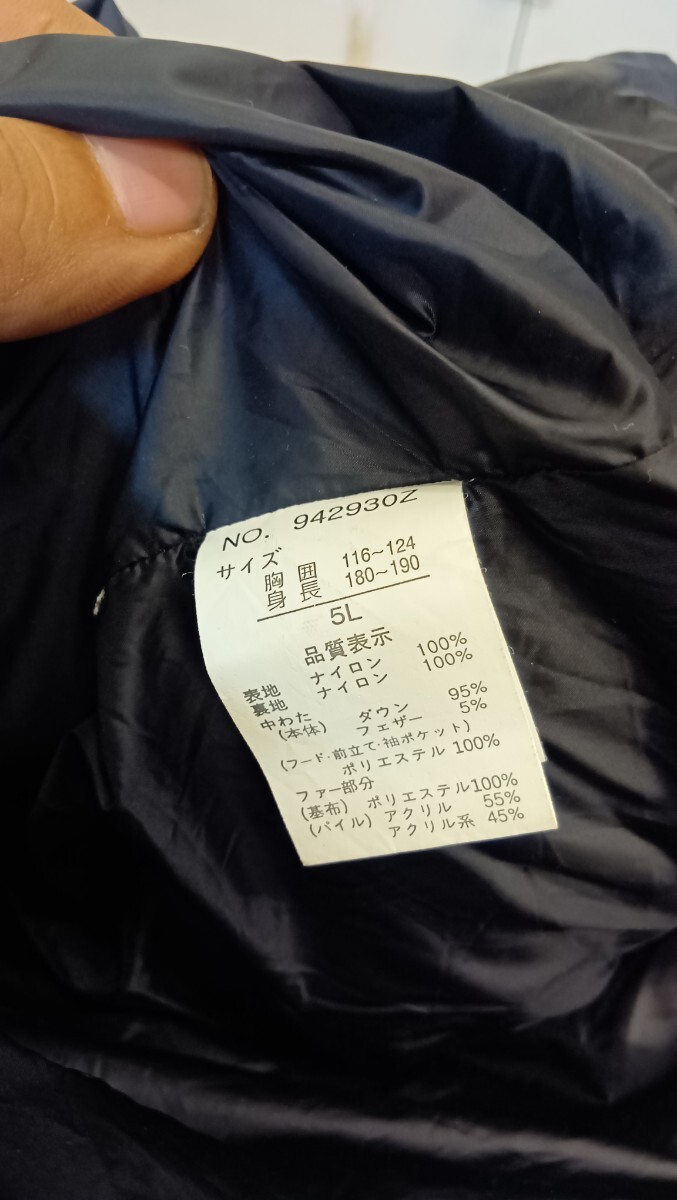 NO. 942930Z
サイズ
胸囲 116~124
身長 180~190
5L
品質表示
表地 ナイロン 100%
裏地 ナイロン 100%
中わた ダウン 95%
(本体) フェザー 5%
(フード・前立て・袖ポケット)
ポリエステル 100%
ファー部分
(基布) ポリエステル100%
(パイル) アクリル 55%
アクリル系 45%